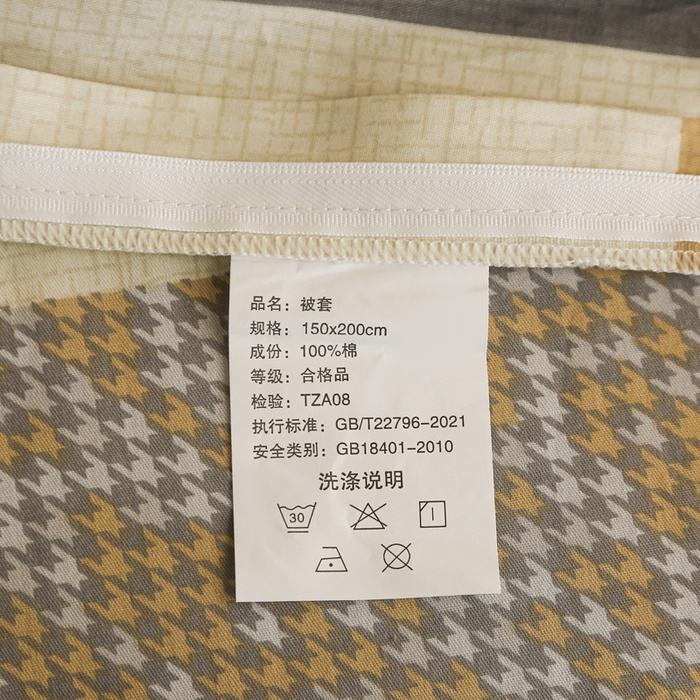 品名：被套
规格：150x200cm
成份：100%棉
等级：合格品
检验：TZA08
执行标准：GB/T22796-2021
安全类别：GB18401-2010
洗涤说明
30